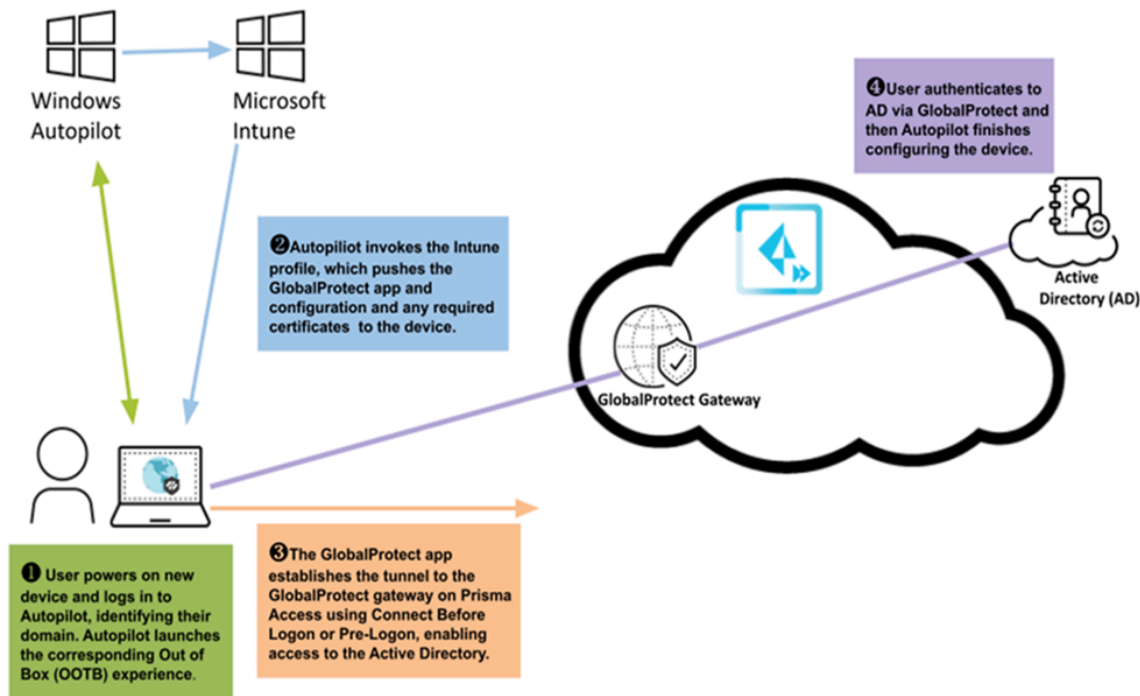 Windows
Autopilot
Microsoft
Intune
❹User authenticates to
AD via GlobalProtect and
then Autopilot finishes
configuring the device.
❷Autopiliot invokes the Intune
profile, which pushes the
GlobalProtect app and
configuration and any required
certificates to the device.
Active
Directory (AD)
GlobalProtect Gateway
❶ User powers on new
device and logs in to
Autopilot, identifying their
domain. Autopilot launches
the corresponding Out of
Box (OOTB) experience.
❸The GlobalProtect app
establishes the tunnel to the
GlobalProtect gateway on Prisma
Access using Connect Before
Logon or Pre-Logon, enabling
access to the Active Directory.